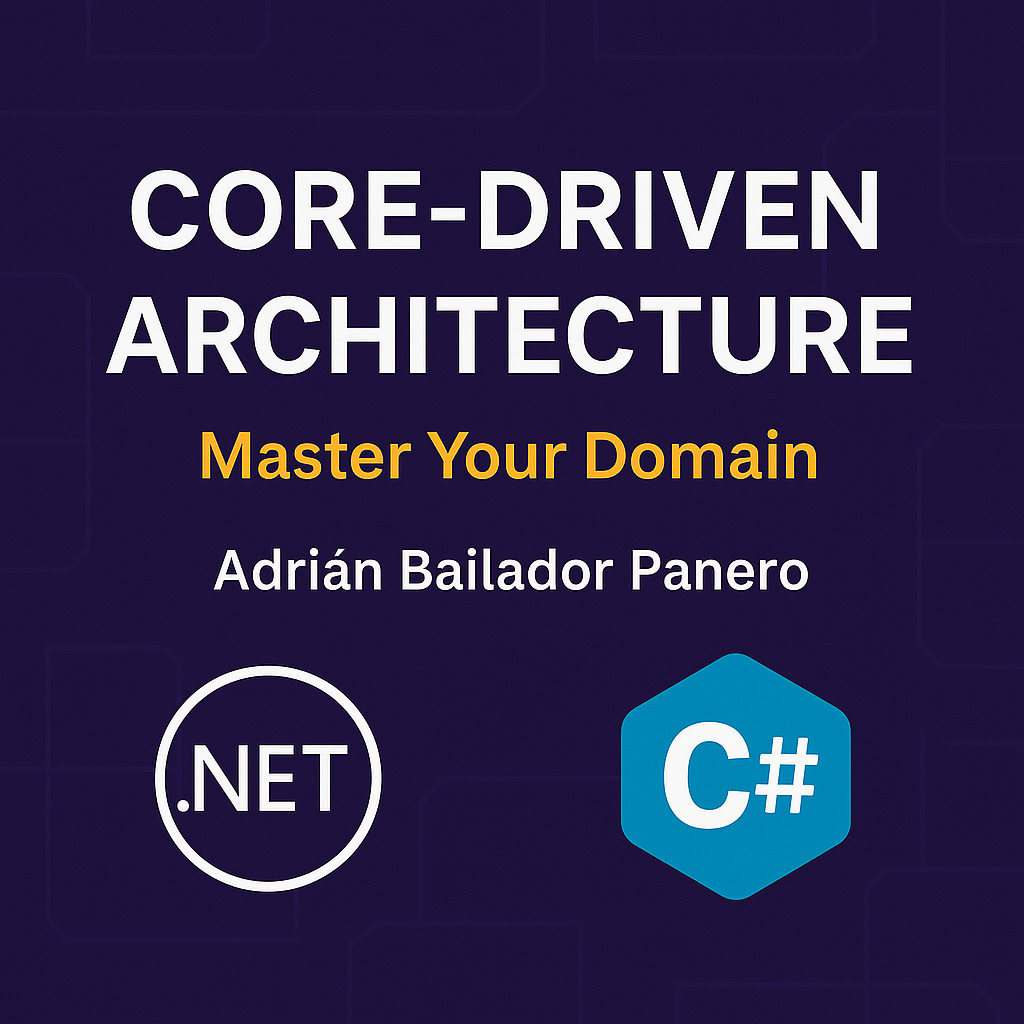 CORE-DRIVEN
ARCHITECTURE
Master Your Domain
Adrián Bailador Panero
.NET
C#